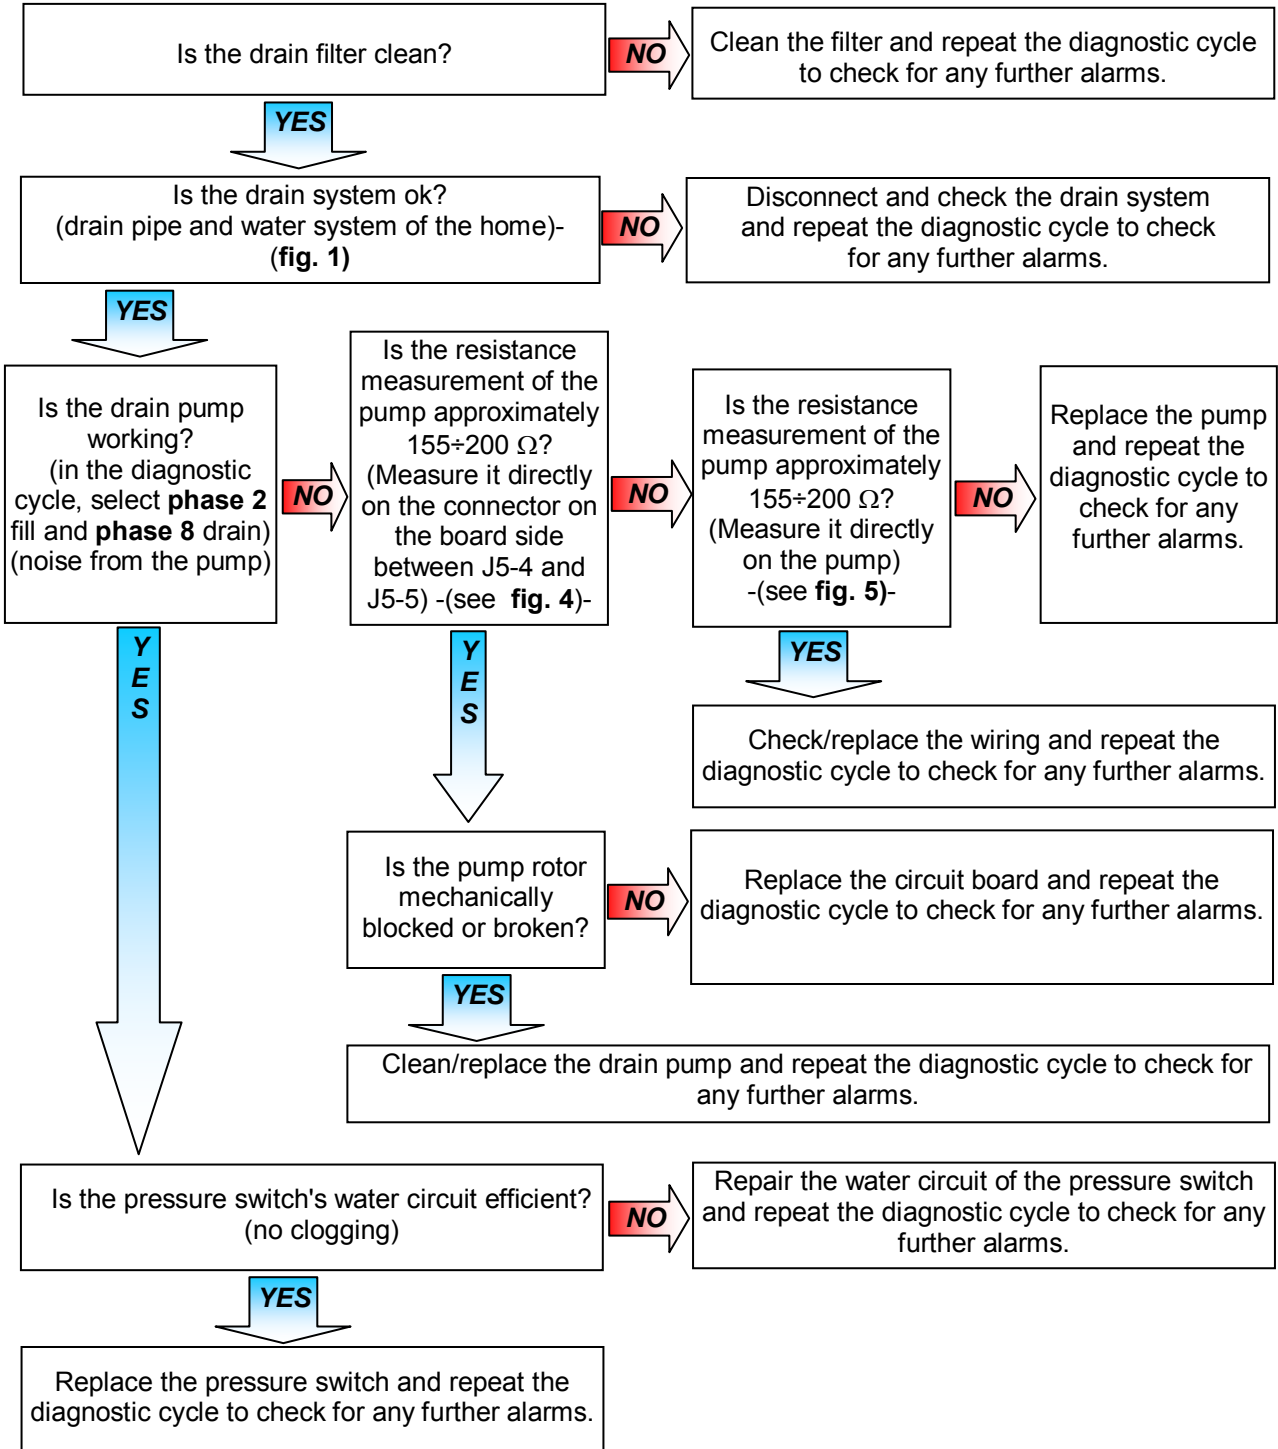 Is the drain filter clean?
NO
Clean the filter and repeat the diagnostic cycle
to check for any further alarms.
YES
Is the drain system ok?
(drain pipe and water system of the home)-
(fig. 1)
NO
Disconnect and check the drain system
and repeat the diagnostic cycle to check
for any further alarms.
YES
Is the drain pump
working?
(in the diagnostic
cycle, select phase 2
fill and phase 8 drain)
(noise from the pump)
NO
Is the resistance
measurement of the
pump approximately
155÷200 Ω?
(Measure it directly
on the connector on
the board side
between J5-4 and
J5-5) -(see fig. 4)-
NO
Is the resistance
measurement of the
pump approximately
155÷200 Ω?
(Measure it directly
on the pump)
-(see fig. 5)-
NO
Replace the pump
and repeat the
diagnostic cycle to
check for any
further alarms.
Y
E
S
Y
E
S
YES
Check/replace the wiring and repeat the
diagnostic cycle to check for any further alarms.
Is the pump rotor
mechanically
blocked or broken?
NO
Replace the circuit board and repeat the
diagnostic cycle to check for any further alarms.
YES
Clean/replace the drain pump and repeat the diagnostic cycle to check for
any further alarms.
Is the pressure switch's water circuit efficient?
(no clogging)
NO
Repair the water circuit of the pressure switch
and repeat the diagnostic cycle to check for any
further alarms.
YES
Replace the pressure switch and repeat the
diagnostic cycle to check for any further alarms.